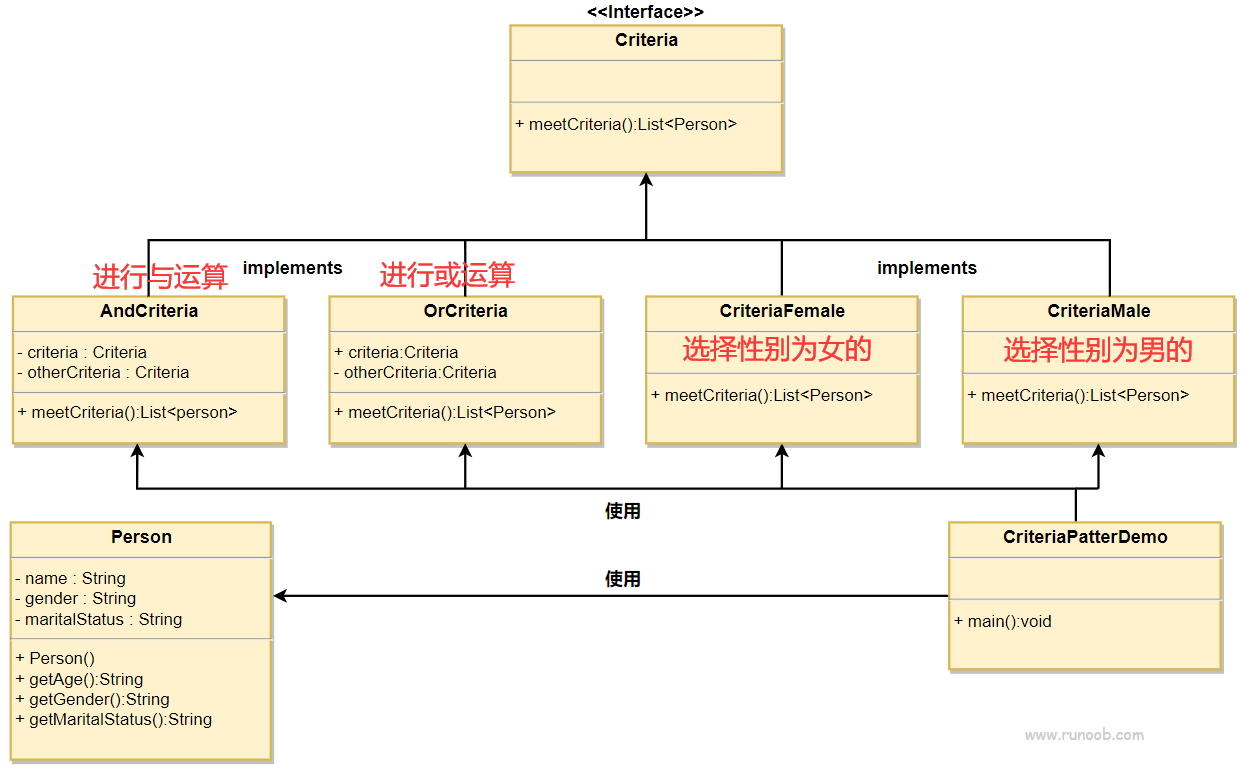 <<Interface>>
Criteria
+ meetCriteria():List<Person>
进行与运算
implements
进行或运算
implements
AndCriteria
- criteria : Criteria
- otherCriteria : Criteria
+ meetCriteria():List<person>
OrCriteria
+ criteria:Criteria
- otherCriteria:Criteria
+ meetCriteria():List<Person>
CriteriaFemale
选择性别为女的
+ meetCriteria():List<Person>
CriteriaMale
选择性别为男的
+ meetCriteria():List<Person>
使用
Person
- name : String
- gender : String
- maritalStatus : String
+ Person()
+ getAge():String
+ getGender():String
+ getMaritalStatus():String
使用
CriteriaPatterDemo
+ main():void
www.runoob.com